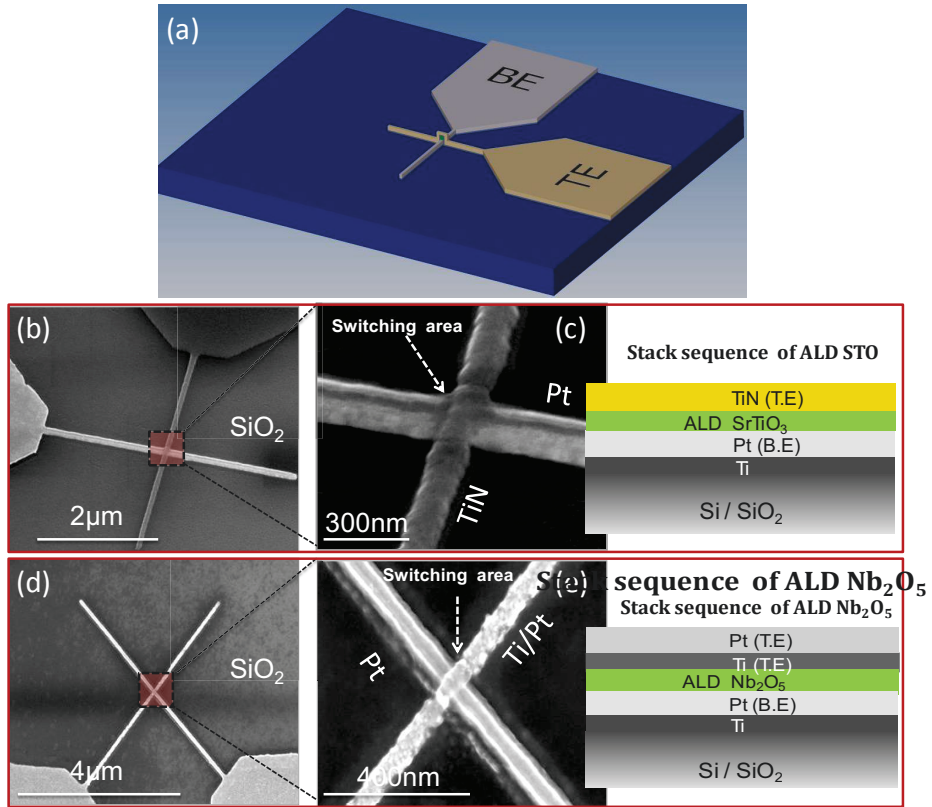 (a)
BE
TE
(b)
SiO₂
2μm
Switching area
(c)
Pt
TiN
300nm
Stack sequence of ALD STO
TiN (T.E)
ALD SrTiO₃
Pt (B.E)
Ti
Si / SiO₂
(d)
SiO₂
4μm
Switching area
(e)
Pt
Ti/Pt
400nm
Stack sequence of ALD Nb₂O₅
Stack sequence of ALD Nb₂O₅
Pt (T.E)
Ti (T.E)
ALD Nb₂O₅
Pt (B.E)
Ti
Si / SiO₂